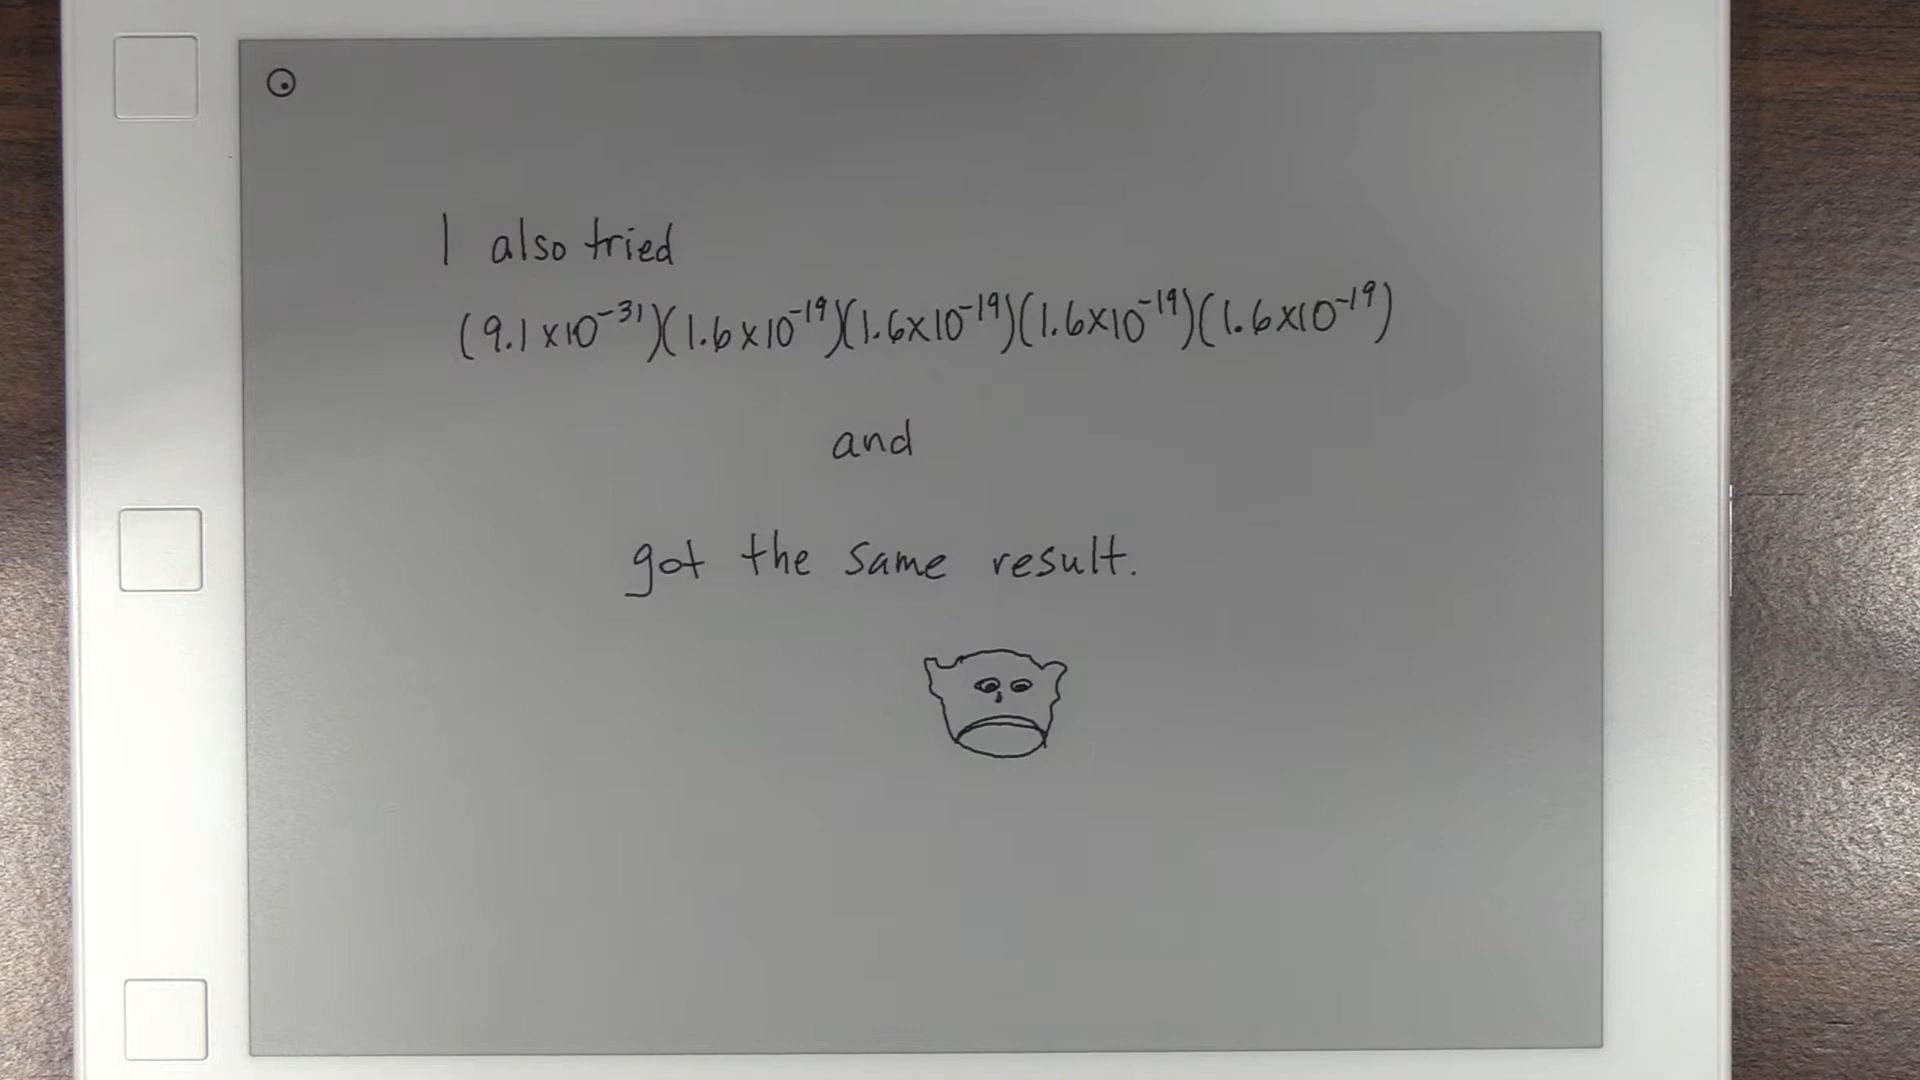 I also tried
(9.1×10⁻³¹)(1.6×10⁻¹⁹)(1.6×10⁻¹⁹)(1.6×10⁻¹⁹)(1.6×10⁻¹⁹)
and
got the same result.